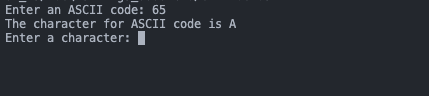 Enter an ASCII code: 65
The character for ASCII code is A
Enter a character: